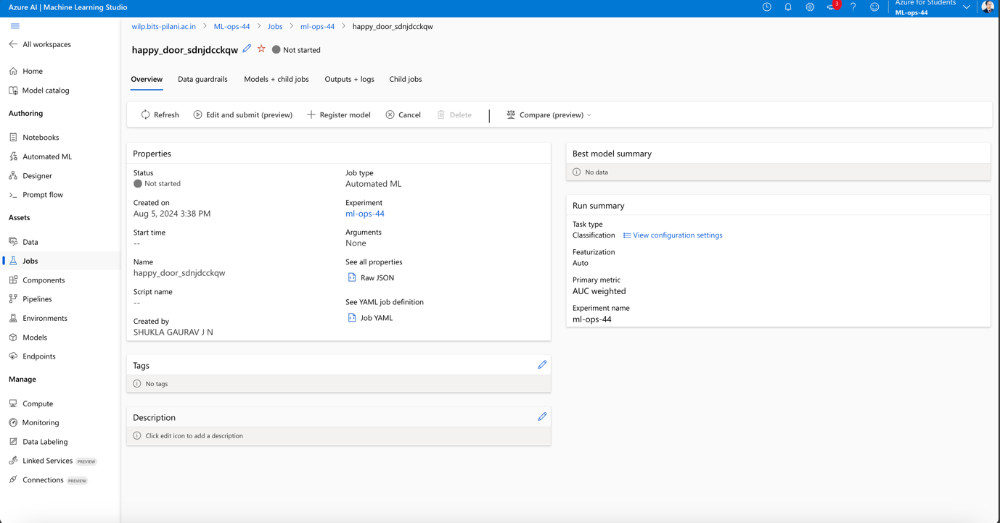 Azure AI | Machine Learning Studio
3
Azure for Students
ML-ops-44
All workspaces
Home
Model catalog
Authoring
Notebooks
Automated ML
Designer
Prompt flow
Assets
Data
Jobs
Components
Pipelines
Environments
Models
Endpoints
Manage
Compute
Monitoring
Data Labeling
Linked Services PREVIEW
Connections PREVIEW
wilp.bits-pilani.ac.in > ML-ops-44 > Jobs > ml-ops-44 > happy_door_sdnjdcckqw
happy_door_sdnjdcckqw Not started
Overview Data guardrails Models + child jobs Outputs + logs Child jobs
Refresh Edit and submit (preview) Register model Cancel Delete Compare (preview)
Properties
Status
Not started
Created on
Aug 5, 2024 3:38 PM
Start time
--
Name
happy_door_sdnjdcckqw
Script name
--
Created by
SHUKLA GAURAV J N
Job type
Automated ML
Experiment
ml-ops-44
Arguments
None
See all properties
Raw JSON
See YAML job definition
Job YAML
Tags
No tags
Description
Click edit icon to add a description
Best model summary
No data
Run summary
Task type
Classification View configuration settings
Featurization
Auto
Primary metric
AUC weighted
Experiment name
ml-ops-44